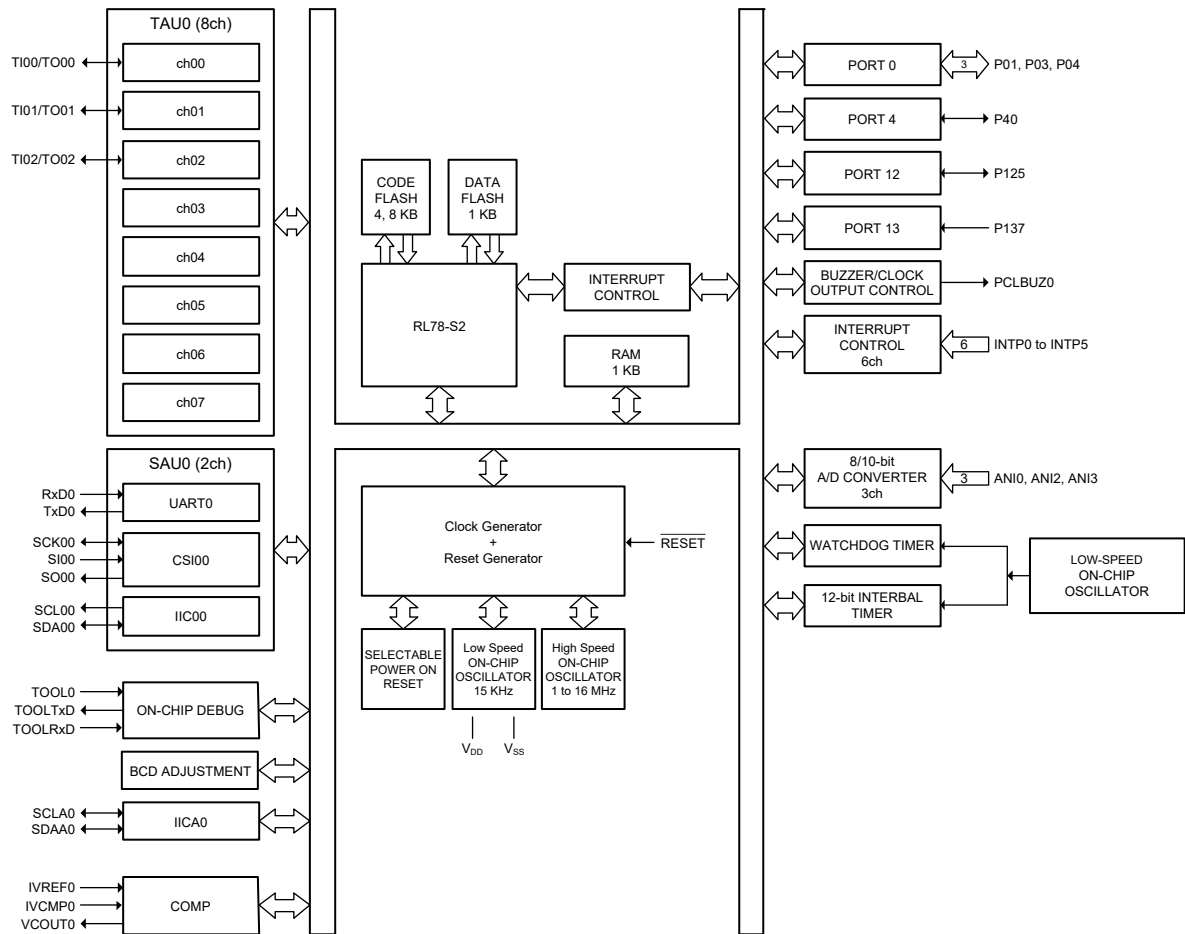 TAU0 (8ch)
TI00/TO00
ch00
TI01/TO01
ch01
TI02/TO02
ch02
ch03
ch04
ch05
ch06
ch07
SAU0 (2ch)
RxD0
TxD0
UART0
SCK00
SI00
SO00
CSI00
SCL00
SDA00
IIC00
TOOL0
TOOLTxD
TOOLRxD
ON-CHIP DEBUG
BCD ADJUSTMENT
SCLA0
SDAA0
IICA0
IVREF0
IVCMP0
VCOUT0
COMP
CODE
FLASH
4, 8 KB
DATA
FLASH
1 KB
RL78-S2
INTERRUPT
CONTROL
RAM
1 KB
Clock Generator
+
Reset Generator
RESET
SELECTABLE
POWER ON
RESET
Low Speed
ON-CHIP
OSCILLATOR
15 KHz
High Speed
ON-CHIP
OSCILLATOR
1 to 16 MHz
VDD
VSS
PORT 0
3
P01, P03, P04
PORT 4
P40
PORT 12
P125
PORT 13
P137
BUZZER/CLOCK
OUTPUT CONTROL
PCLBUZ0
INTERRUPT
CONTROL
6ch
6
INTP0 to INTP5
8/10-bit
A/D CONVERTER
3ch
3
ANI0, ANI2, ANI3
WATCHDOG TIMER
12-bit INTERBAL
TIMER
LOW-SPEED
ON-CHIP
OSCILLATOR